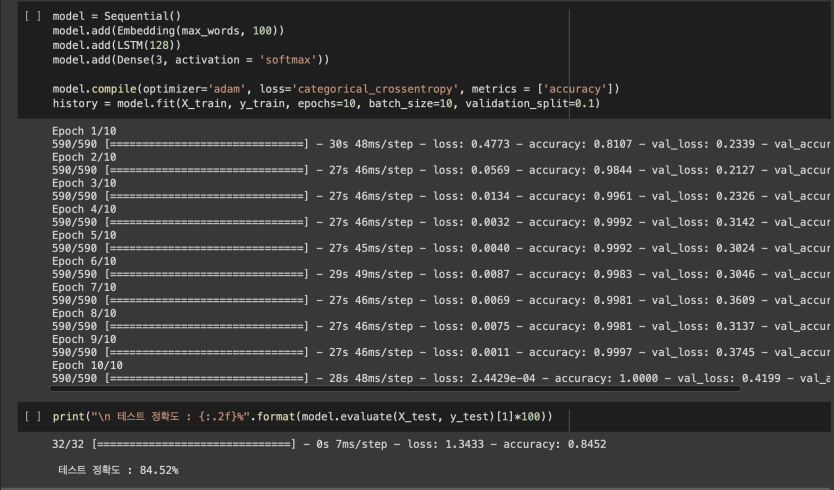 [ ] model = Sequential()
model.add(Embedding(max_words, 100))
model.add(LSTM(128))
model.add(Dense(3, activation = 'softmax'))
model.compile(optimizer='adam', loss='categorical_crossentropy', metrics = ['accuracy'])
history = model.fit(X_train, y_train, epochs=10, batch_size=10, validation_split=0.1)
Epoch 1/10
590/590 [==============================] - 30s 48ms/step - loss: 0.4773 - accuracy: 0.8107 - val_loss: 0.2339 - val_accur
Epoch 2/10
590/590 [==============================] - 27s 46ms/step - loss: 0.0569 - accuracy: 0.9844 - val_loss: 0.2127 - val_accur
Epoch 3/10
590/590 [==============================] - 27s 46ms/step - loss: 0.0134 - accuracy: 0.9961 - val_loss: 0.2326 - val_accur
Epoch 4/10
590/590 [==============================] - 27s 46ms/step - loss: 0.0032 - accuracy: 0.9992 - val_loss: 0.3142 - val_accur
Epoch 5/10
590/590 [==============================] - 27s 45ms/step - loss: 0.0040 - accuracy: 0.9992 - val_loss: 0.3024 - val_accur
Epoch 6/10
590/590 [==============================] - 29s 49ms/step - loss: 0.0087 - accuracy: 0.9983 - val_loss: 0.3046 - val_accur
Epoch 7/10
590/590 [==============================] - 27s 46ms/step - loss: 0.0069 - accuracy: 0.9981 - val_loss: 0.3609 - val_accur
Epoch 8/10
590/590 [==============================] - 27s 46ms/step - loss: 0.0075 - accuracy: 0.9981 - val_loss: 0.3137 - val_accur
Epoch 9/10
590/590 [==============================] - 27s 46ms/step - loss: 0.0011 - accuracy: 0.9997 - val_loss: 0.3745 - val_accur
Epoch 10/10
590/590 [==============================] - 28s 48ms/step - loss: 2.4429e-04 - accuracy: 1.0000 - val_loss: 0.4199 - val_a
[ ] print("\n 테스트 정확도 : {:.2f}%".format(model.evaluate(X_test, y_test)[1]*100))
32/32 [==============================] - 0s 7ms/step - loss: 1.3433 - accuracy: 0.8452
테스트 정확도 : 84.52%